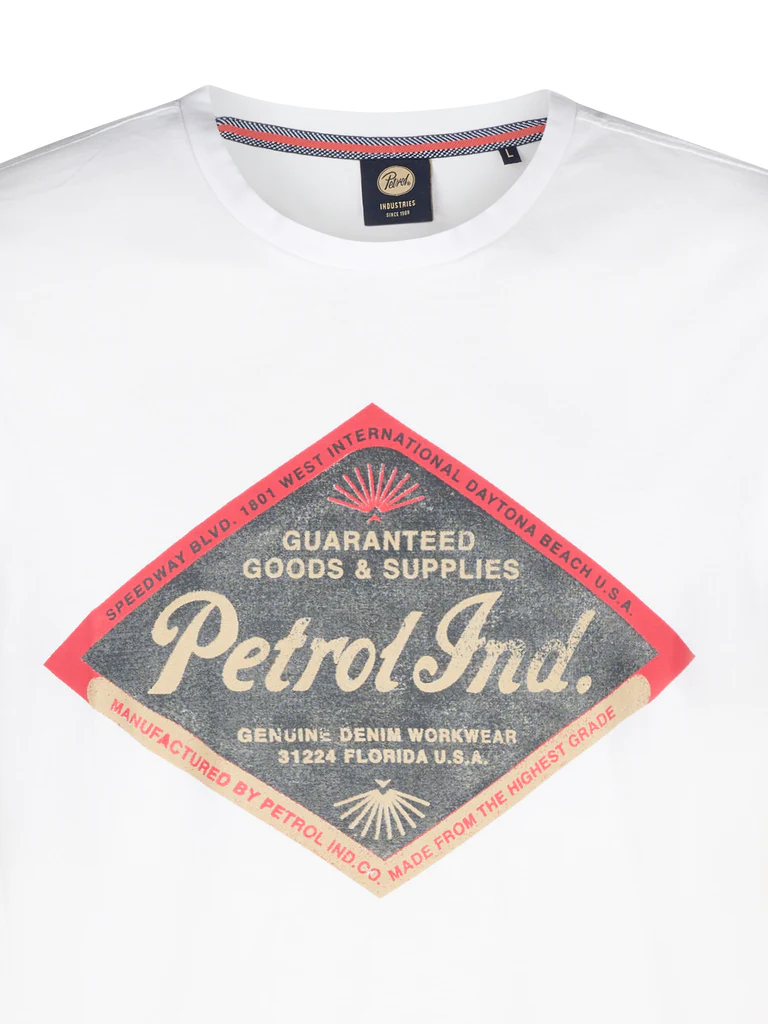 Petrol
INDUSTRIES
SINCE 1989
L
SPEEDWAY BLVD. 1801 WEST INTERNATIONAL DAYTONA BEACH U.S.A.
GUARANTEED
GOODS & SUPPLIES
Petrol Ind.
GENUINE DENIM WORKWEAR
31224 FLORIDA U.S.A.
MANUFACTURED BY PETROL IND.CO. MADE FROM THE HIGHEST GRADE